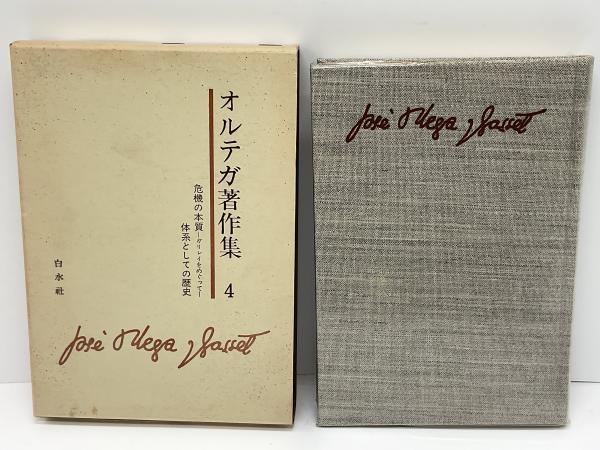 オルテガ著作集 4
危機の本質―ガリレイをめぐって―
体系としての歴史
白水社
José Ortega y Gasset
José Ortega y Gasset